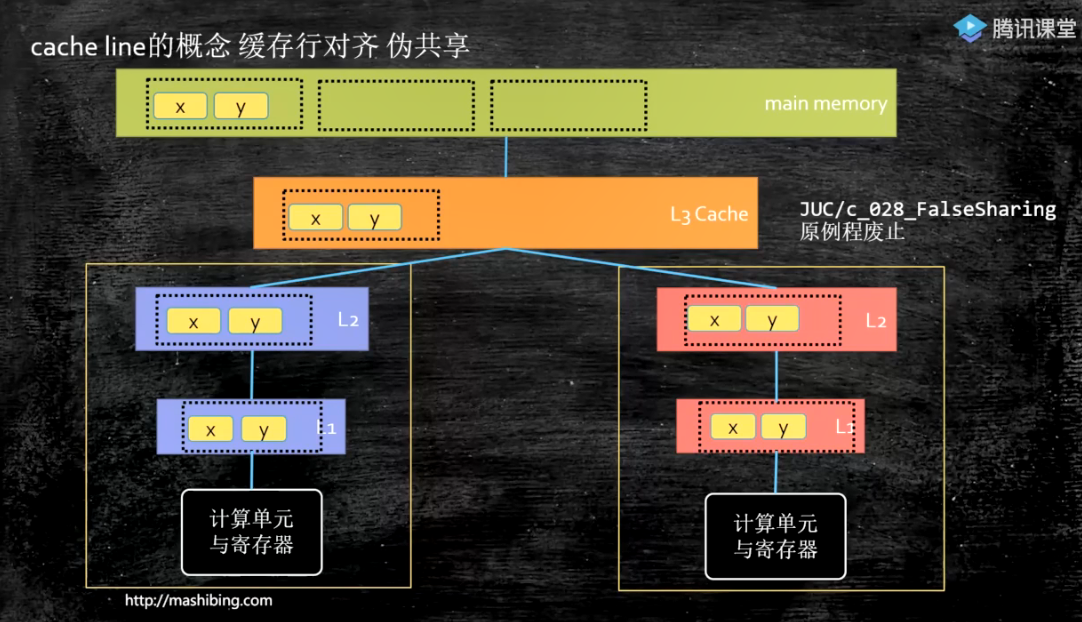 腾讯课堂
cache line的概念 缓存行对齐 伪共享
x y main memory
x y L3 Cache
JUC/c_028_FalseSharing
原例程废止
x y L2
x y L2
x y L1
x y L1
计算单元
与寄存器
计算单元
与寄存器
http://mashibing.com